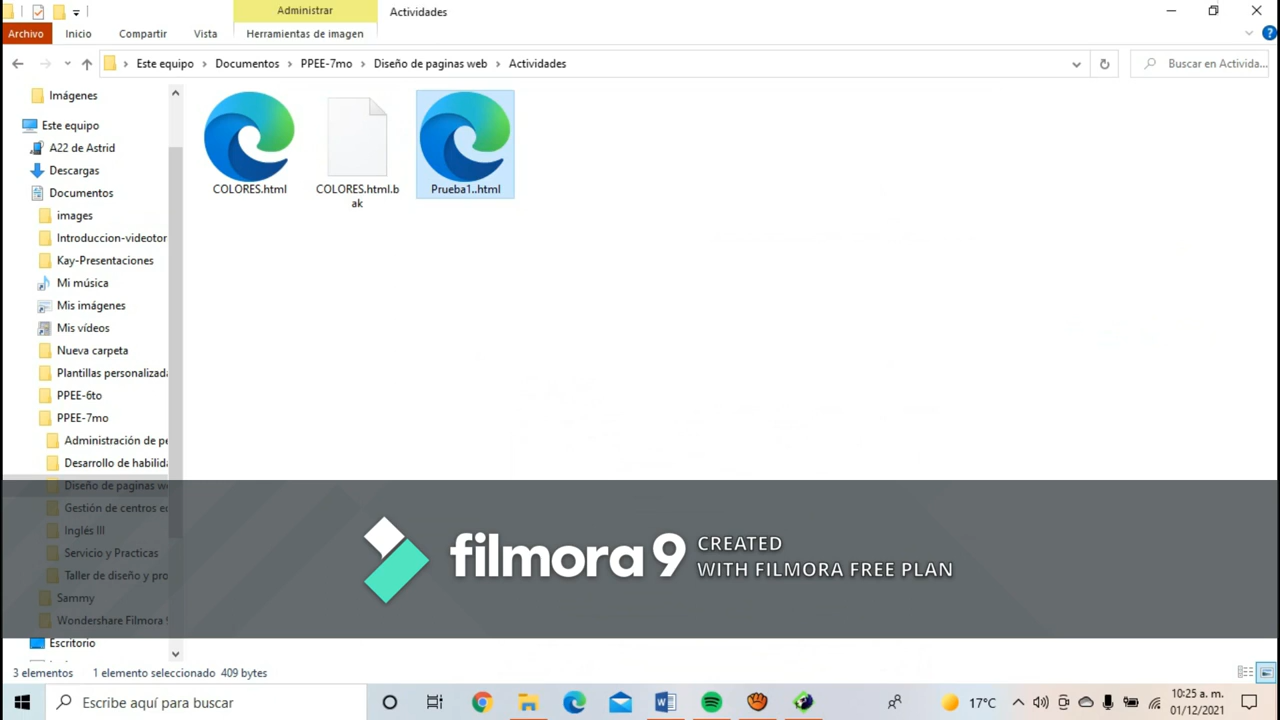 Administrar
Actividades
Archivo
Inicio
Compartir
Vista
Herramientas de imagen
Este equipo
Documentos
PPEE-7mo
Diseño de paginas web
Actividades
Buscar en Activida...
Imágenes
Este equipo
A22 de Astrid
Descargas
Documentos
images
Introduccion-videotor
Kay-Presentaciones
Mi música
Mis imágenes
Mis vídeos
Nueva carpeta
Plantillas personalizada
PPEE-6to
PPEE-7mo
Administración de pe
Desarrollo de habilida
Diseño de paginas we
Gestión de centros ed
Inglés III
Servicio y Practicas
Taller de diseño y pro
Sammy
Wondershare Filmora 9
Escritorio
COLORES.html
COLORES.html.b
ak
Prueba1..html
filmora 9
CREATED
WITH FILMORA FREE PLAN
3 elementos
1 elemento seleccionado 409 bytes
Escribe aquí para buscar
17°C
10:25 a. m.
01/12/2021